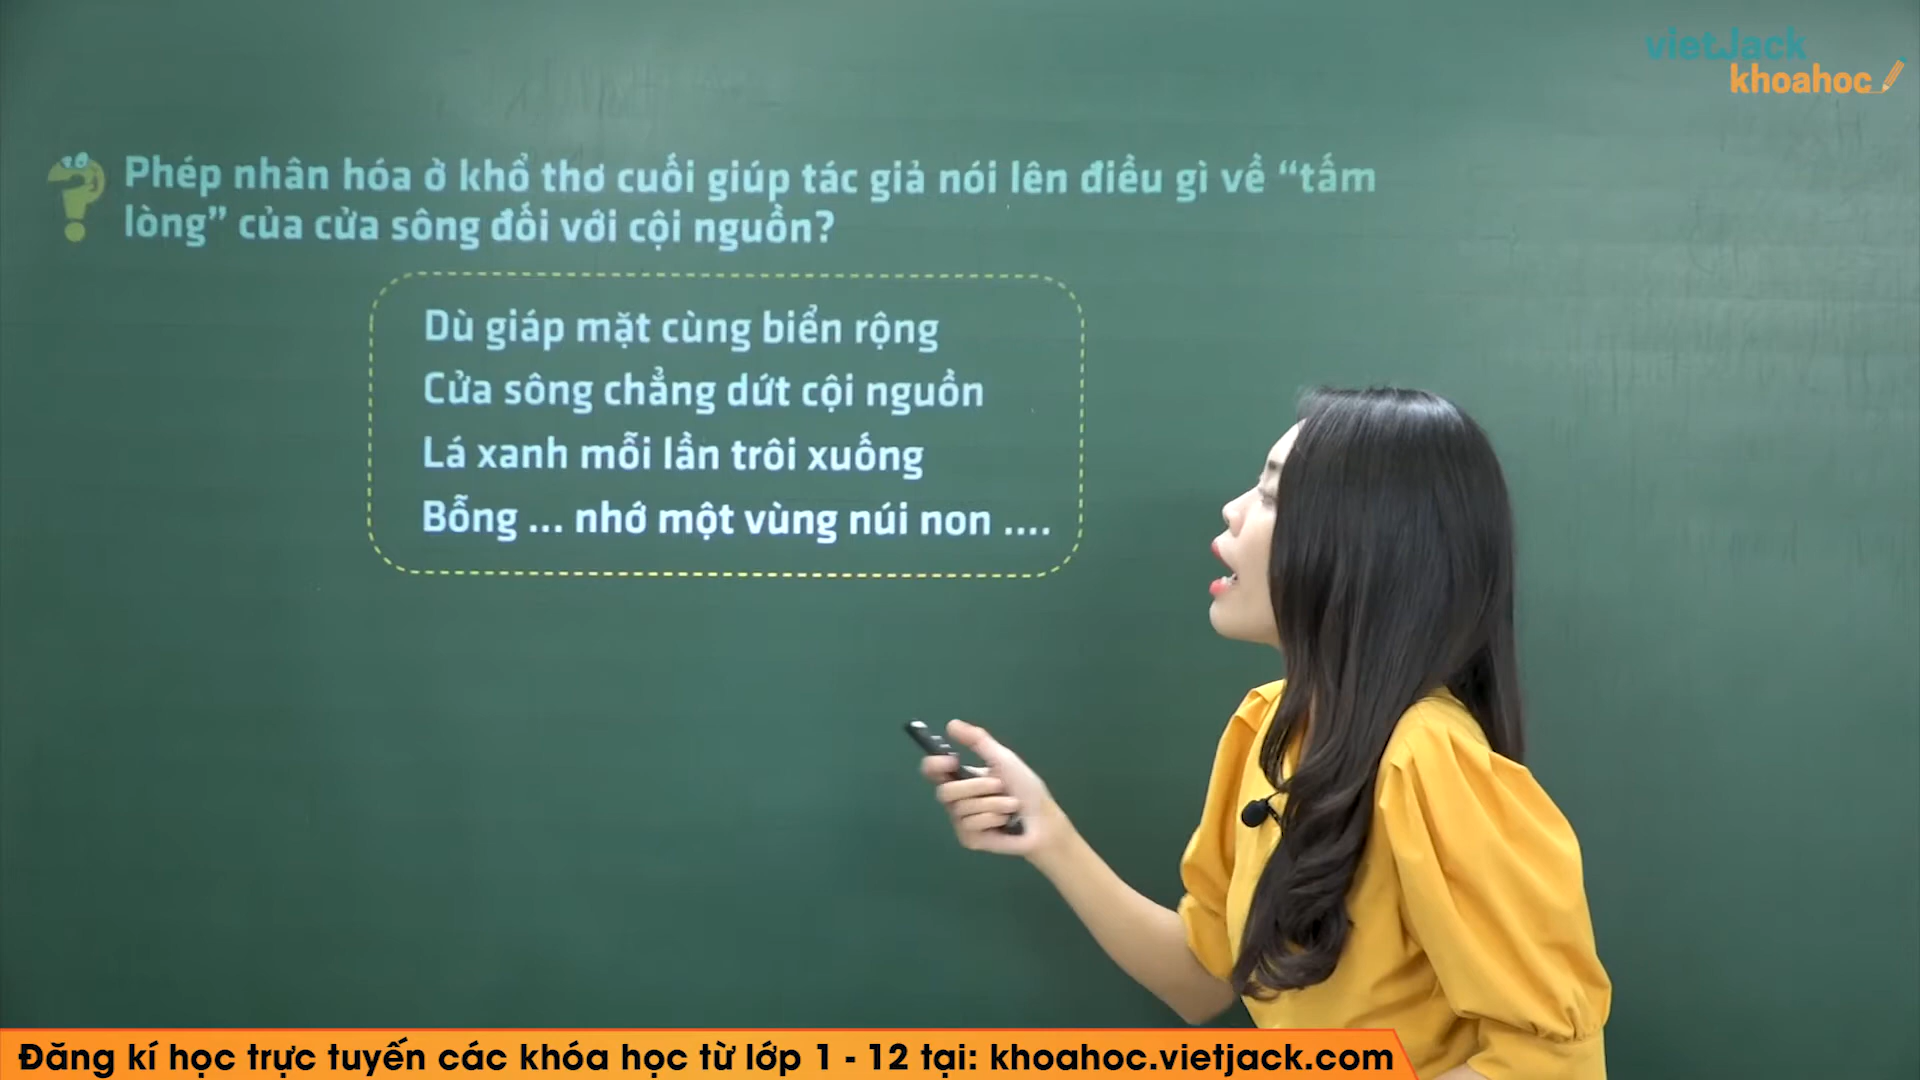 vietJack
khoahoc
Phép nhân hóa ở khổ thơ cuối giúp tác giả nói lên điều gì về “tấm
lòng” của cửa sông đối với cội nguồn?
Dù giáp mặt cùng biển rộng
Cửa sông chẳng dứt cội nguồn
Lá xanh mỗi lần trôi xuống
Bỗng ... nhớ một vùng núi non ....
Đăng kí học trực tuyến các khóa học từ lớp 1 - 12 tại: khoahoc.vietjack.com